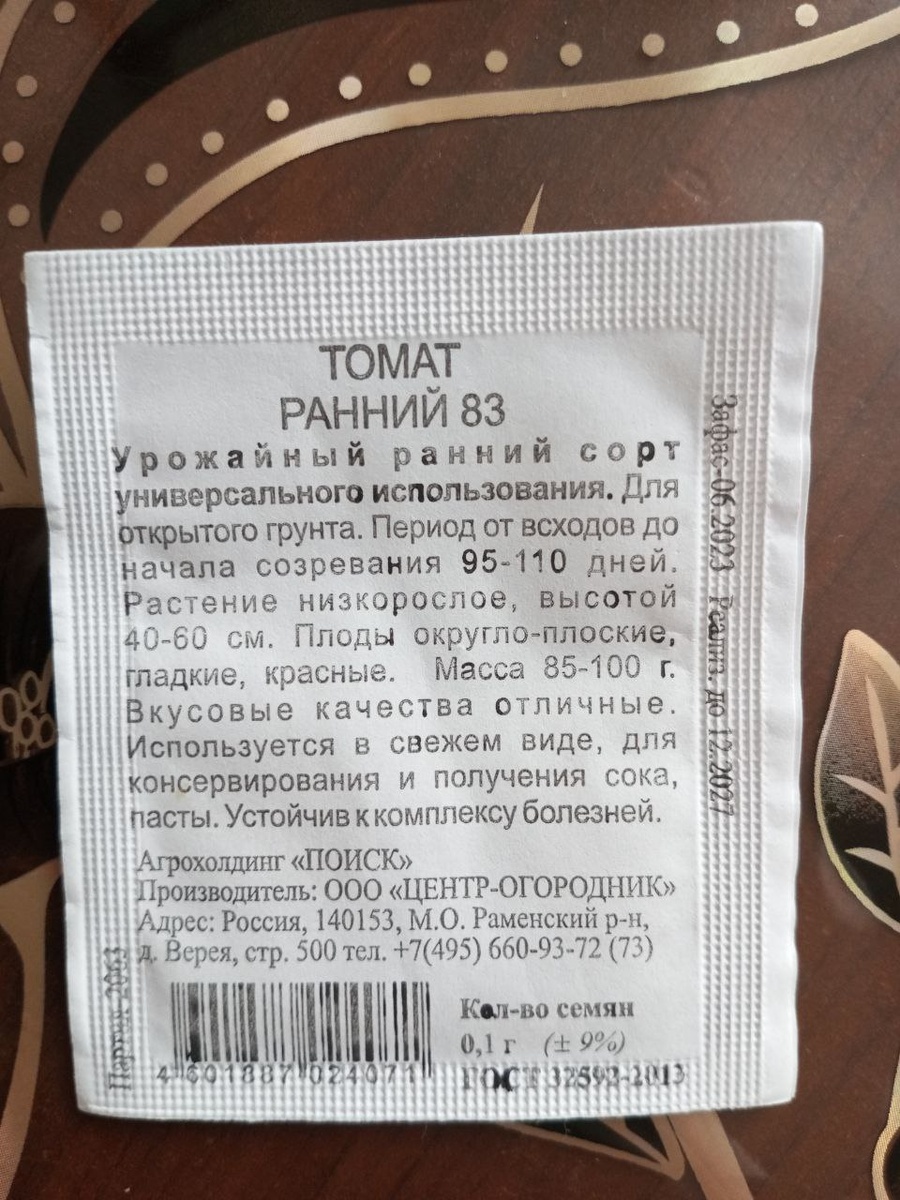 ТОМАТ
РАННИЙ 83
Урожайный ранний сорт
универсального использования. Для
открытого грунта. Период от всходов до
начала созревания 95-110 дней.
Растение низкорослое, высотой
40-60 см. Плоды округло-плоские,
гладкие, красные. Масса 85-100 г.
Вкусовые качества отличные.
Используется в свежем виде, для
консервирования и получения сока,
пасты. Устойчив к комплексу болезней.
Агрохолдинг «ПОИСК»
Производитель: ООО «ЦЕНТР-ОГОРОДНИК»
Адрес: Россия, 140153, М.О. Раменский р-н,
д. Верея, стр. 500 тел. +7(495) 660-93-72 (73)
Кол-во семян
0,1 г (± 9%)
ГОСТ 32592-2013
4 601887 024071
Зафас-06.2023 Реализ. до 12.2027